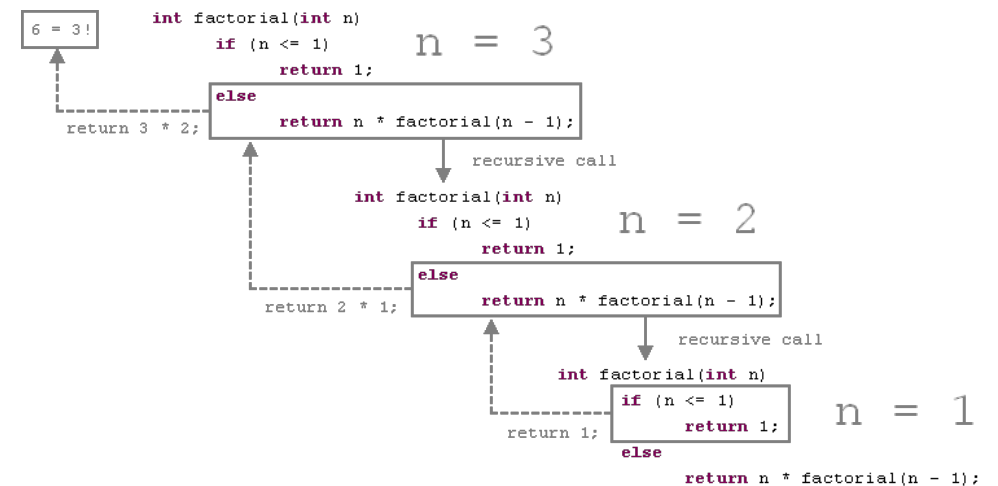 6 = 3!
int factorial(int n)
if (n <= 1)
n = 3
return 1;
else
return 3 * 2;
return n * factorial(n - 1);
recursive call
int factorial(int n)
if (n <= 1)
n = 2
return 1;
else
return 2 * 1;
return n * factorial(n - 1);
recursive call
int factorial(int n)
if (n <= 1)
n = 1
return 1;
return 1;
else
return n * factorial(n - 1);